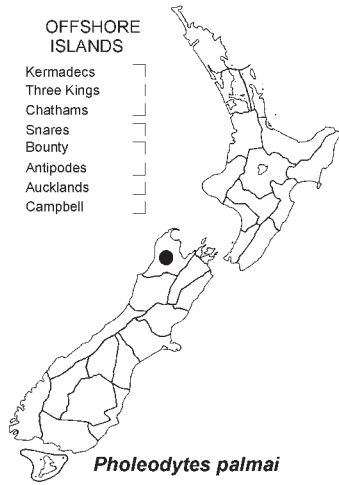 OFFSHORE
ISLANDS
Kermadecs
Three Kings
Chathams
Snares
Bounty
Antipodes
Aucklands
Campbell
Pholeodytes palmai